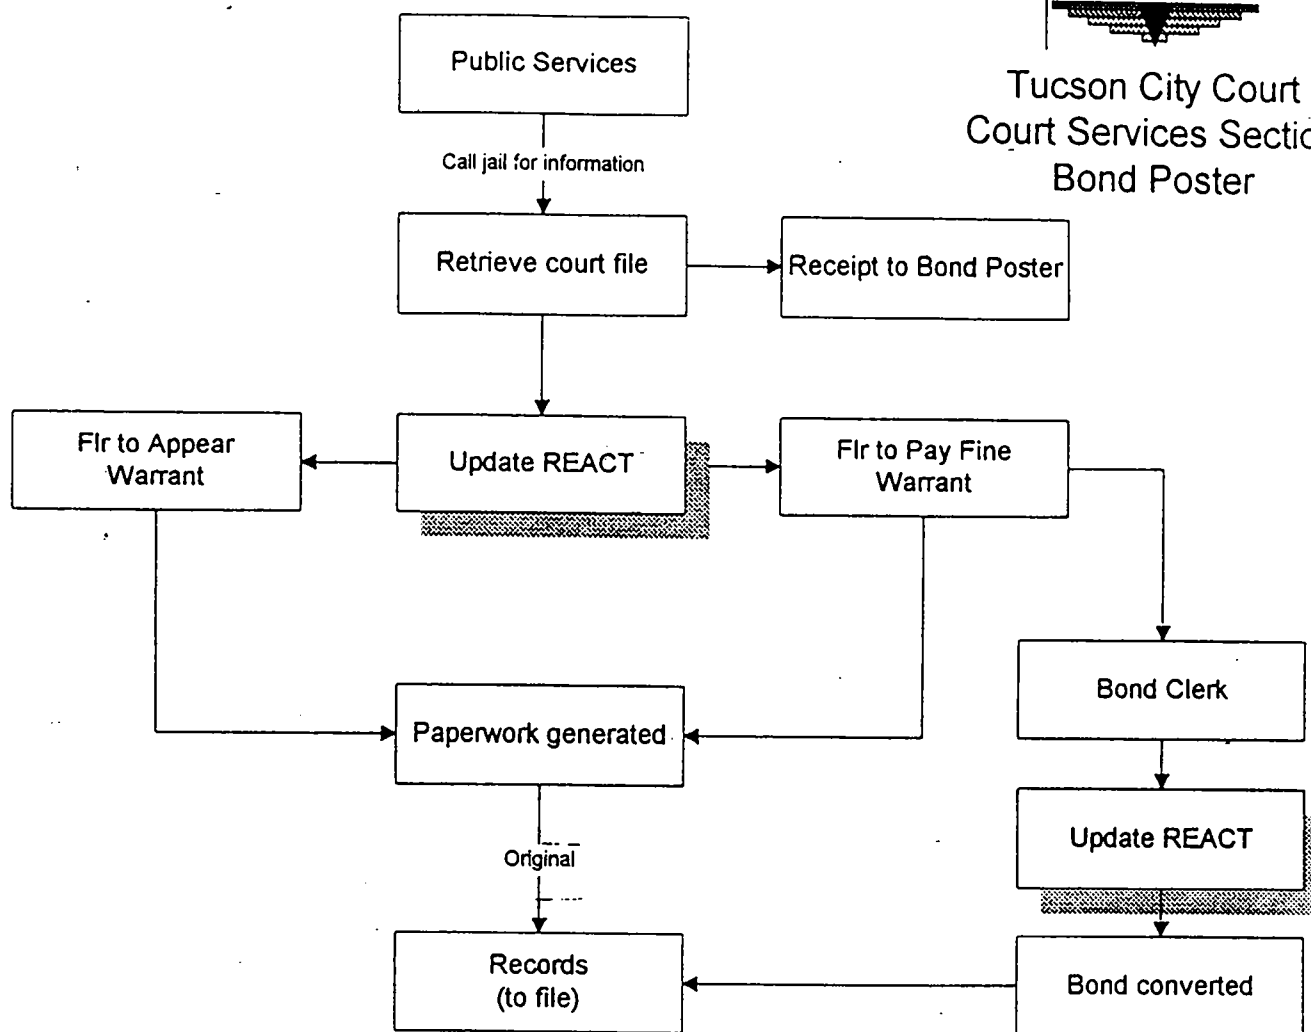 Tucson City Court
Court Services Sectio
Bond Poster
Public Services
Call jail for information
Retrieve court file
Receipt to Bond Poster
Flr to Appear
Warrant
Update REACT
Flr to Pay Fine
Warrant
Bond Clerk
Paperwork generated
Update REACT
Original
Records
(to file)
Bond converted